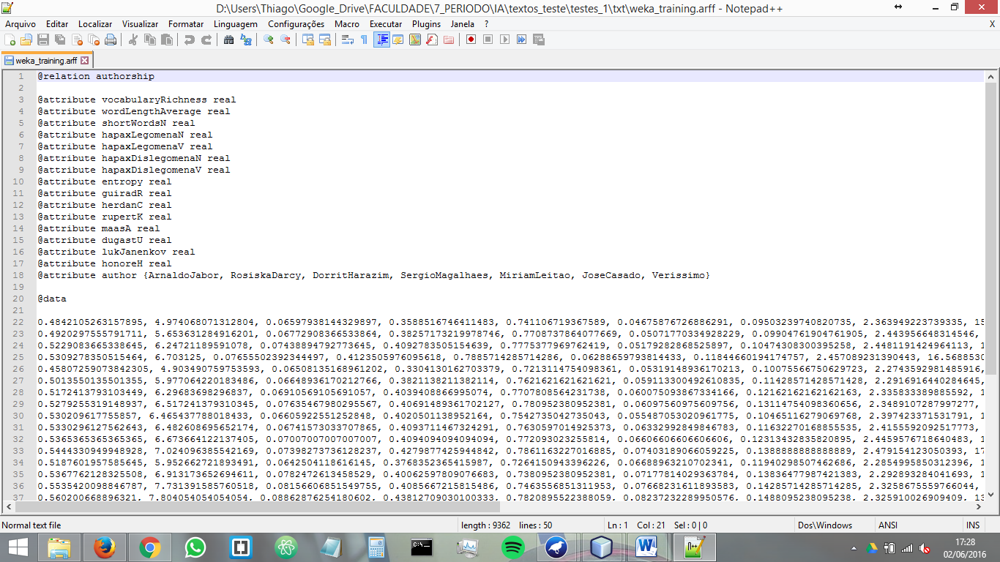 D:\Users\Thiago\Google_Drive\FACULDADE\7_PERIODO\IA\textos_teste\testes_1\txt\weka_training.arff - Notepad++
Arquivo Editar Localizar Visualizar Formatar Linguagem Configurações Macro Executar Plugins Janela ? X
weka_training.arff
1 @relation authorship
2
3 @attribute vocabularyRichness real
4 @attribute wordLengthAverage real
5 @attribute shortWordsN real
6 @attribute hapaxLegomenaN real
7 @attribute hapaxLegomenaV real
8 @attribute hapaxDislegomenaN real
9 @attribute hapaxDislegomenaV real
10 @attribute entropy real
11 @attribute guiradR real
12 @attribute herdanC real
13 @attribute rupertK real
14 @attribute maasA real
15 @attribute dugastU real
16 @attribute lukJanenkov real
17 @attribute honoreH real
18 @attribute author {ArnaldoJabor, RosiskaDarcy, DorritHarazim, SergioMagalhaes, MiriamLeitao, JoseCasado, Verissimo}
19
20 @data
21
22 0.4842105263157895, 4.974068071312804, 0.06597938144329897, 0.3588516746411483, 0.741106719367589, 0.04675876726886291, 0.09503239740820735, 2.363949223739335, 15
23 0.4920297555791711, 5.653631284916201, 0.06772908366533864, 0.38257173219978746, 0.7708737864077669, 0.05071770334928229, 0.09904761904761905, 2.443956648314546,
24 0.5229083665338645, 6.247211189591078, 0.07438894792773645, 0.4092783505154639, 0.7775377969762419, 0.05179282868525897, 0.10474308300395258, 2.4481191424964113, 1
25 0.5309278350515464, 6.703125, 0.07655502392344497, 0.4123505976095618, 0.7885714285714286, 0.06288659793814433, 0.11844660194174757, 2.457089231390443, 16.5688530
26 0.45807259073842305, 4.903490759753593, 0.06508135168961202, 0.3304130162703379, 0.7213114754098361, 0.05319148936170213, 0.10075566750629723, 2.2743592981485916,
27 0.5013550135501355, 5.977064220183486, 0.06648936170212766, 0.3821138211382114, 0.7621621621621621, 0.059113300492610835, 0.11428571428571428, 2.2916916440284645,
28 0.5172413793103449, 6.29683698296837, 0.06910569105691057, 0.4039408866995074, 0.7707808564231738, 0.060075093867334166, 0.12162162162162163, 2.335833389885592, 1
29 0.5279255319148937, 6.517241379310345, 0.07635467980295567, 0.40691489361702127, 0.780952380952381, 0.06097560975609756, 0.13114754098360656, 2.34891072879972​77,
30 0.530209617755857, 6.465437788018433, 0.06605922551252848, 0.4020501138952164, 0.7542735042735043, 0.055487053020961775, 0.10465116279069768, 2.397423371531791, 1
31 0.5330296127562643, 6.482608695652174, 0.06741573033707865, 0.4093711467324291, 0.7630597014925373, 0.06332992849846783, 0.116322701688555​35, 2.4155592092517773,
32 0.5365365365365365, 6.673664122137405, 0.07007007007007007, 0.4094094094094094, 0.772093023255814, 0.06606606606606606, 0.12313432835820895, 2.4459576718640483, 1
33 0.5444330949948928, 7.024096385542169, 0.07398273736128237, 0.4279877425944842, 0.7861163227016885, 0.07403189066059225, 0.1388888888888889, 2.479154123050393, 17
34 0.5187601957585645, 5.952662721893491, 0.0642504118616145, 0.3768352365415987, 0.7264150943396226, 0.06688963210702341, 0.11940298507462686, 2.2854995850312396, 1
35 0.5367762128325508, 6.913173652694611, 0.0782472613458529, 0.40062597809076683, 0.7380952380952381, 0.07177814029363784, 0.13836477987421383, 2.292893284041693, 1
36 0.5535420098846787, 7.731391585760518, 0.08156606851549755, 0.4085667215815486, 0.7463556851311953, 0.07668231611893583, 0.14285714285714285, 2.3258675559766044,
37 0.560200668896321, 7.804054054054054, 0.0886287625418060​2, 0.43812709030100333, 0.7820895522388059, 0.08237232289950576, 0.1488095238095238, 2.325910026909409, 13
Normal text file length : 9362 lines : 50 Ln : 1 Col : 21 Sel : 0 | 0 Dos\Windows ANSI INS
17:28
02/06/2016